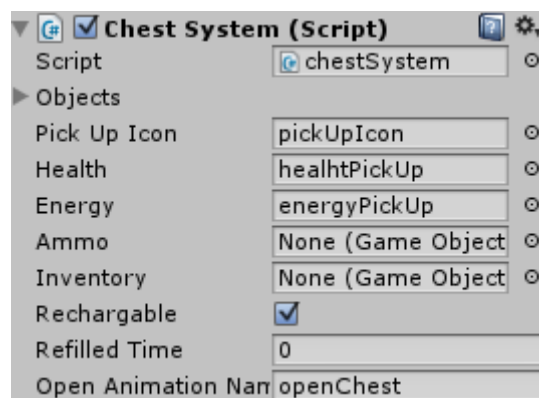 Chest System (Script)
Script chestSystem
Objects
Pick Up Icon pickUpIcon
Health healhtPickUp
Energy energyPickUp
Ammo None (Game Object
Inventory None (Game Object
Rechargable
Refilled Time 0
Open Animation Nam openChest